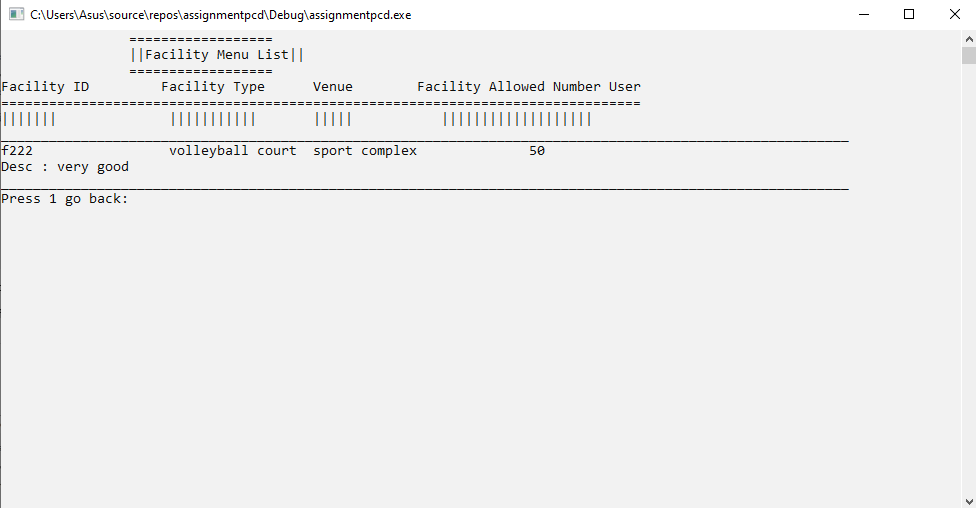 C:\Users\Asus\source\repos\assignmentpcd\Debug\assignmentpcd.exe
==================
||Facility Menu List||
==================
Facility ID         Facility Type      Venue        Facility Allowed Number User
================================================================================
|||||||              |||||||||||       |||||           |||||||||||||||||||
__________________________________________________________________________________________________________
f222                 volleyball court  sport complex              50
Desc : very good
__________________________________________________________________________________________________________
Press 1 go back: